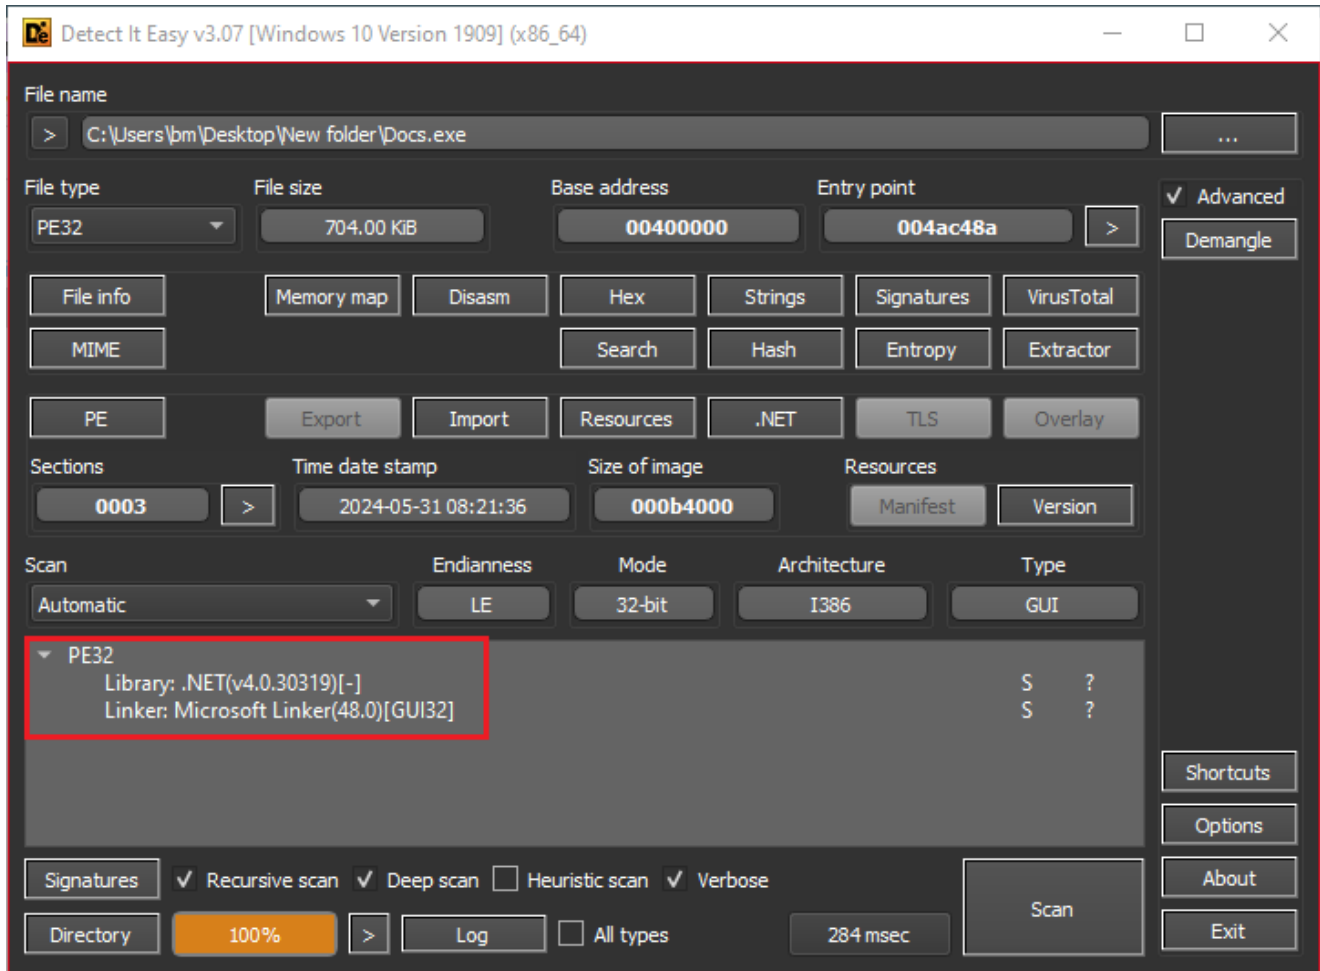 Detect It Easy v3.07 [Windows 10 Version 1909] (x86_64)
File name
> C:\Users\bm\Desktop\New folder\Docs.exe ...
File type File size Base address Entry point Advanced
PE32 704.00 KiB 00400000 004ac48a > Demangle
File info Memory map Disasm Hex Strings Signatures VirusTotal
MIME Search Hash Entropy Extractor
PE Export Import Resources .NET TLS Overlay
Sections Time date stamp Size of image Resources
0003 > 2024-05-31 08:21:36 000b4000 Manifest Version
Scan Endianness Mode Architecture Type
Automatic LE 32-bit I386 GUI
PE32
Library: .NET(v4.0.30319)[-] S ?
Linker: Microsoft Linker(48.0)[GUI32] S ?
Shortcuts
Options
Signatures Recursive scan Deep scan Heuristic scan Verbose About
Directory 100% > Log All types 284 msec Scan Exit